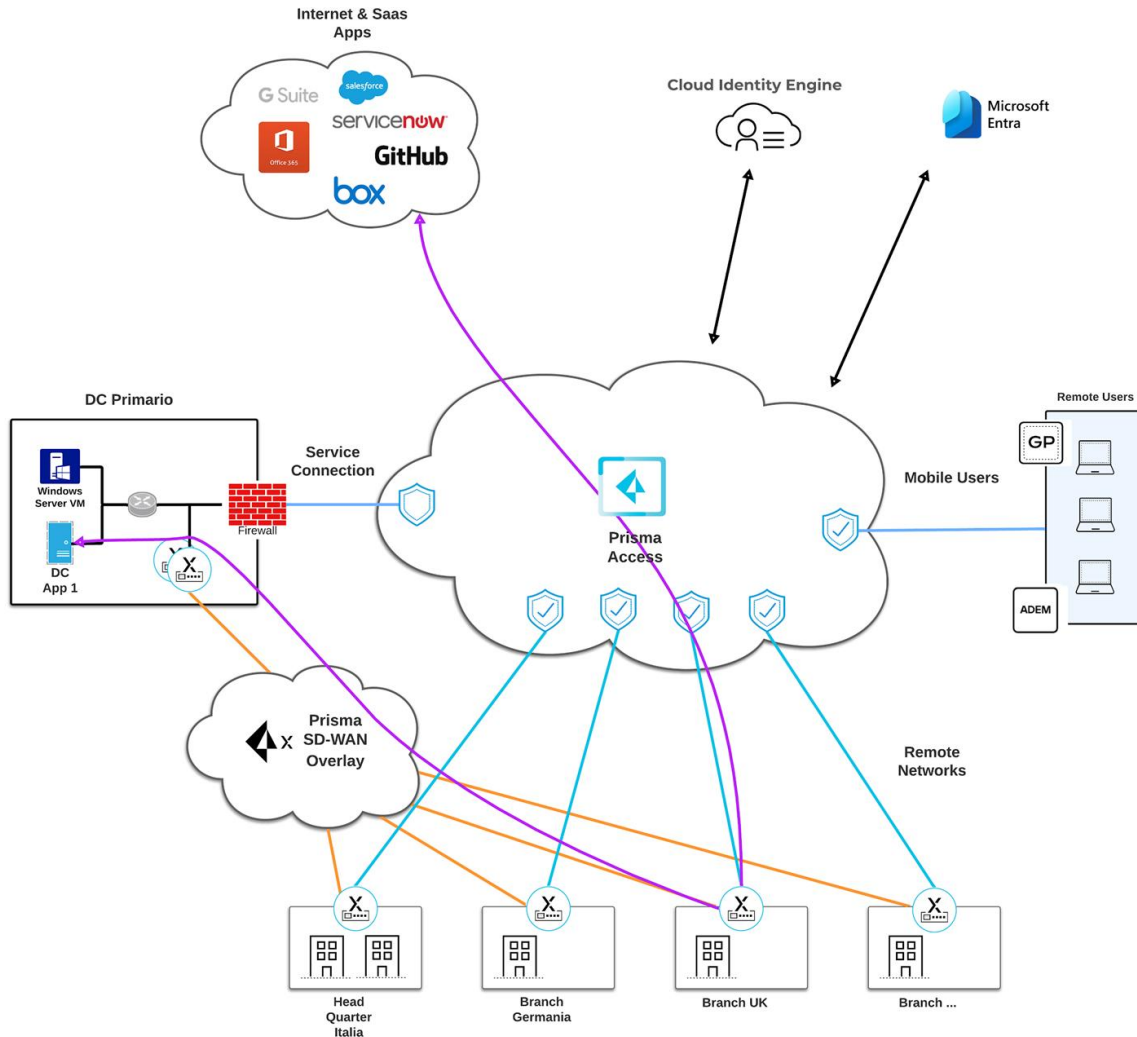 Internet & Saas
Apps
G Suite
salesforce
servicenow
Office 365
GitHub
box
Cloud Identity Engine
Microsoft
Entra
DC Primario
Windows
Server VM
DC
App 1
Firewall
Service
Connection
Prisma
Access
Mobile Users
Remote Users
GP
ADEM
X
X
X
Prisma
SD-WAN
Overlay
Remote
Networks
X
X
X
X
Head
Quarter
Italia
Branch
Germania
Branch UK
Branch ...